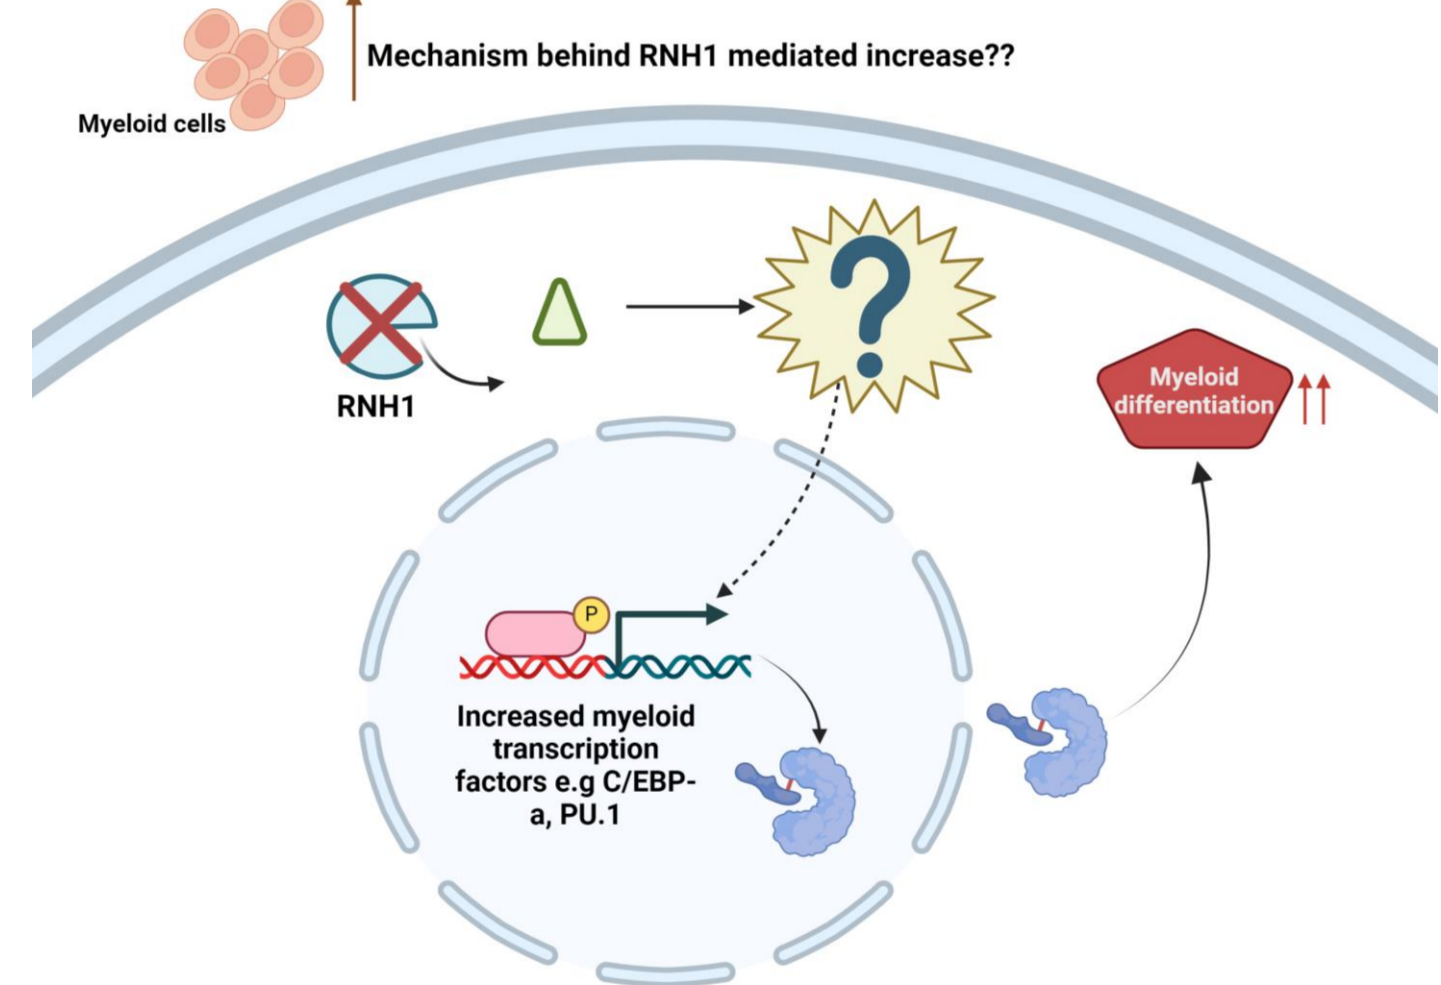 Mechanism behind RNH1 mediated increase??
Myeloid cells
?
RNH1
Myeloid
differentiation
P
Increased myeloid
transcription
factors e.g C/EBP-
a, PU.1